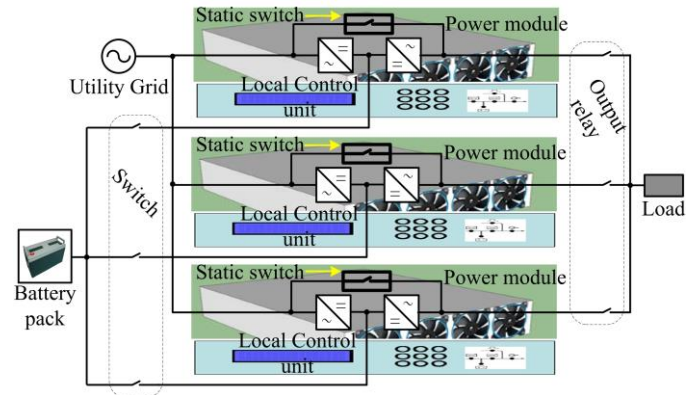 Static switch
Power module
Utility Grid
Local Control
unit
Output
relay
Static switch
Power module
Switch
Local Control
unit
Load
Battery
pack
Static switch
Power module
Local Control
unit